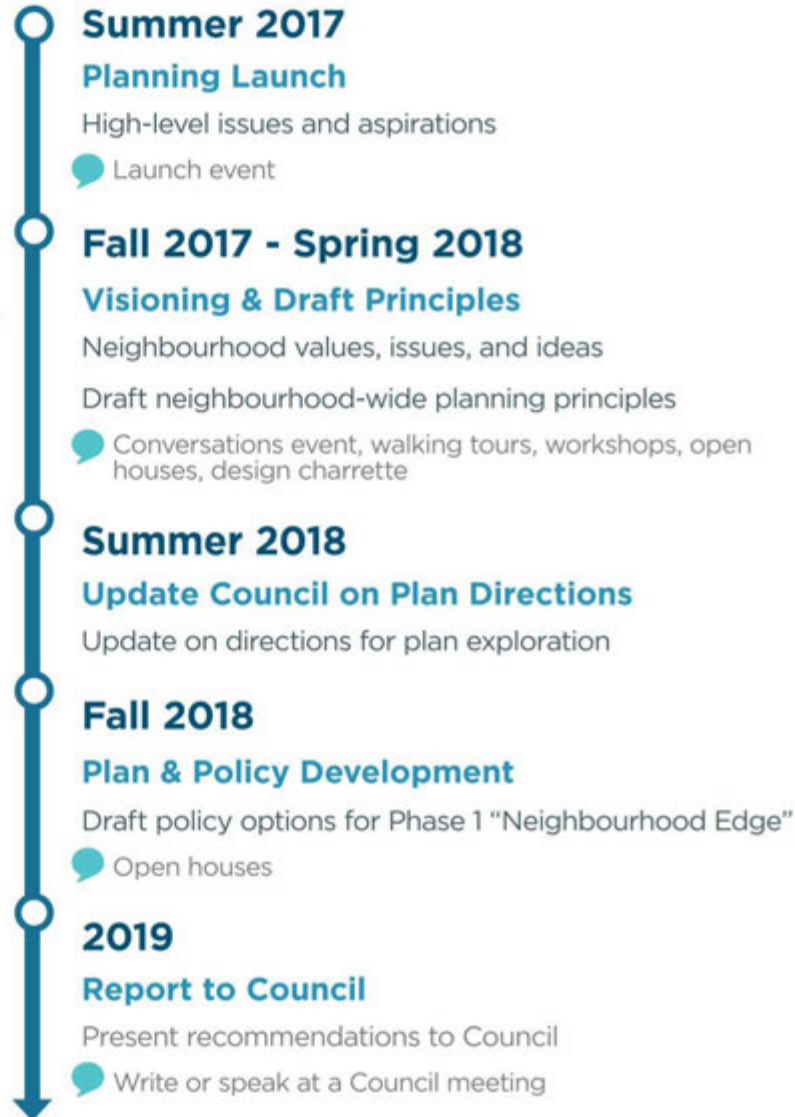 Summer 2017
Planning Launch
High-level issues and aspirations
Launch event
Fall 2017 - Spring 2018
Visioning & Draft Principles
Neighbourhood values, issues, and ideas
Draft neighbourhood-wide planning principles
Conversations event, walking tours, workshops, open
houses, design charrette
Summer 2018
Update Council on Plan Directions
Update on directions for plan exploration
Fall 2018
Plan & Policy Development
Draft policy options for Phase 1 “Neighbourhood Edge”
Open houses
2019
Report to Council
Present recommendations to Council
Write or speak at a Council meeting